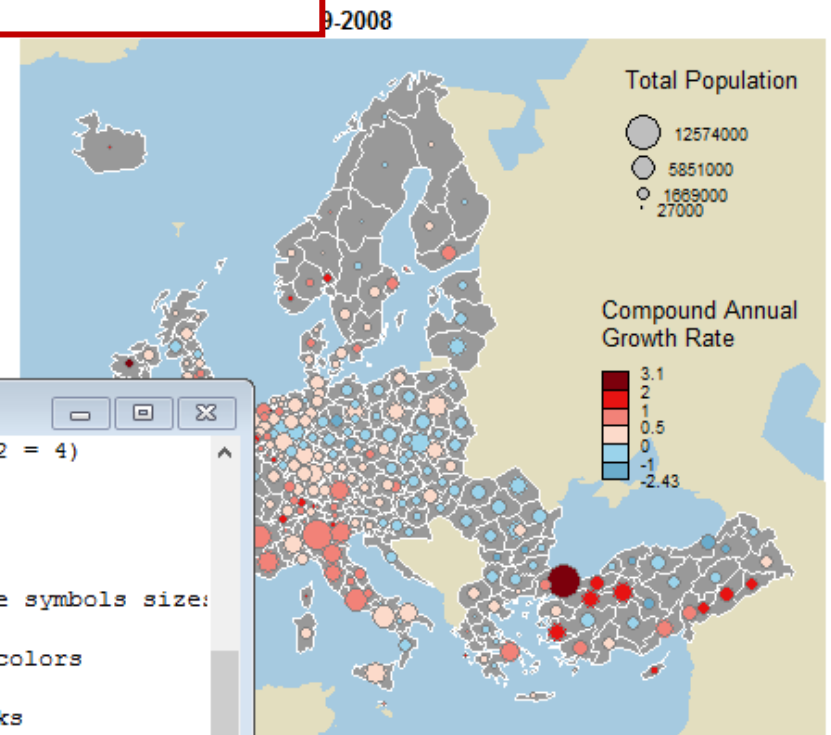 9-2008
Total Population
12574000
5851000
1669000
27000
Compound Annual
Growth Rate
3.1
2
1
0.5
0
-1
-2.43
2 = 4)
e symbols sizes
colors
ks